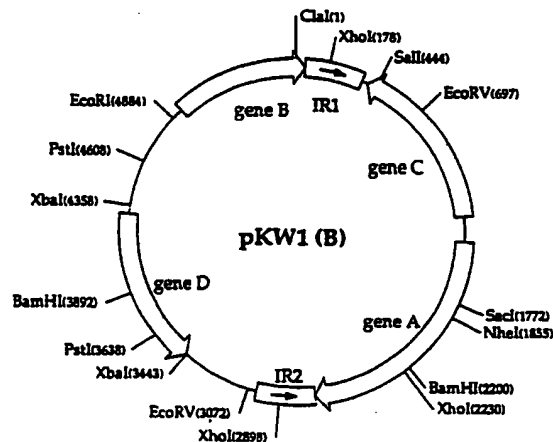 ClaI(1)
XhoI(178)
SalI(444)
EcoRV(697)
EcoRI(4884)
gene B
IR1
PstI(4608)
gene C
XbaI(4358)
pKW1 (B)
gene D
BamHI(3892)
gene A
SacI(1772)
NheI(1835)
PstI(3638)
XbaI(3443)
IR2
BamHI(2200)
EcoRV(3072)
XhoI(2230)
XhoI(2898)